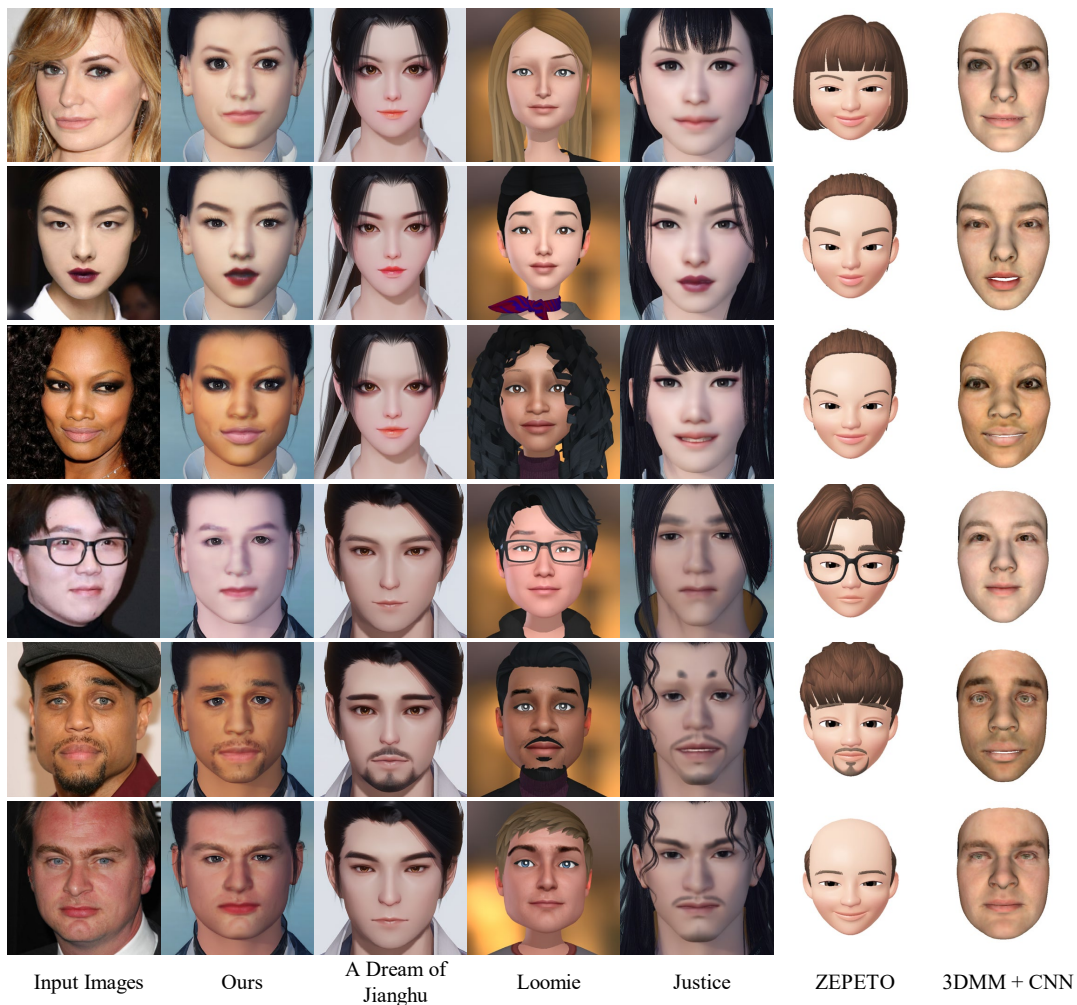 Input Images
Ours
A Dream of
Jianghu
Loomie
Justice
ZEPETO
3DMM + CNN